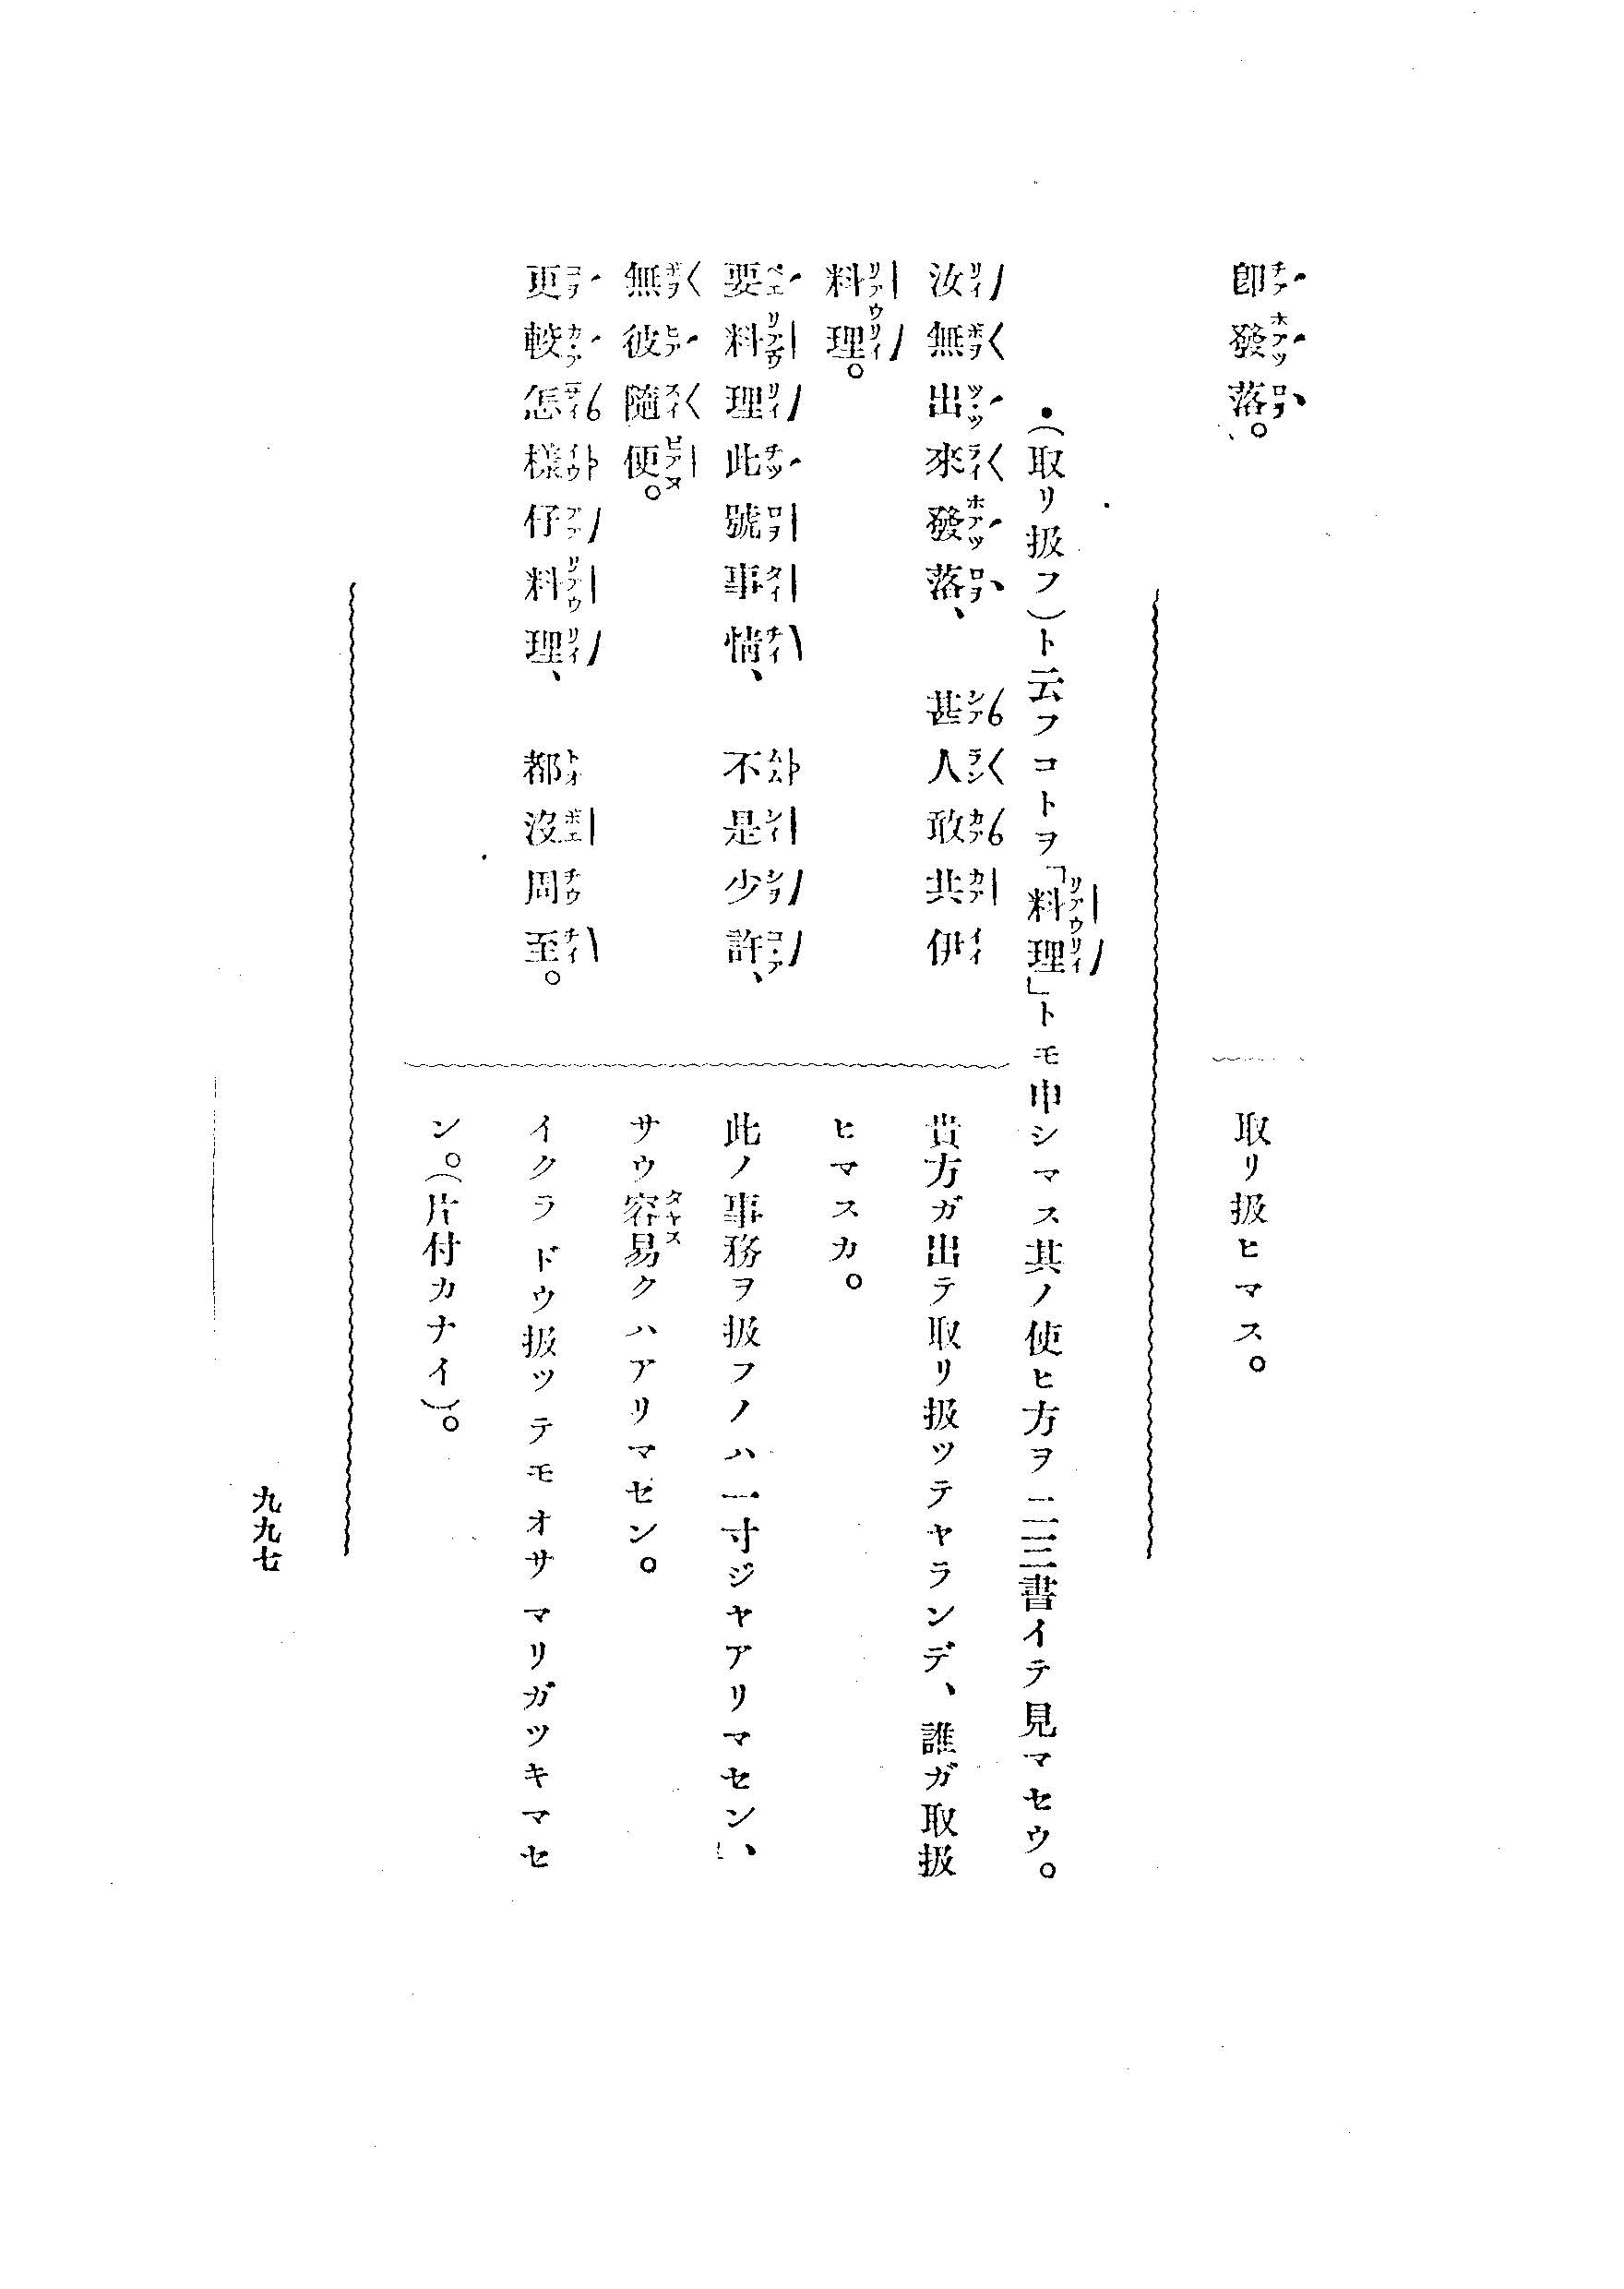 卽發落。
取リ扱ヒマス。
・(取リ扱フ)ト云フコトヲ「料理」トモ申シマス其ノ使ヒ方ヲ二三書イテ見マセウ。
汝無出來發落、甚人敢共伊
料理。
貴方ガ出テ取リ扱ツテヤランデ、誰ガ取扱
ヒマスカ。
要料理此號事情、不是少許、
無彼隨便。
此ノ事務ヲ扱フノハ一寸ジヤアリマセン、
サウ容易クハアリマセン。
更較怎樣仔料理、都沒周至。
イクラドウ扱ツテモオサマリガツキマセ
ン。(片付カナイ)。
九九七